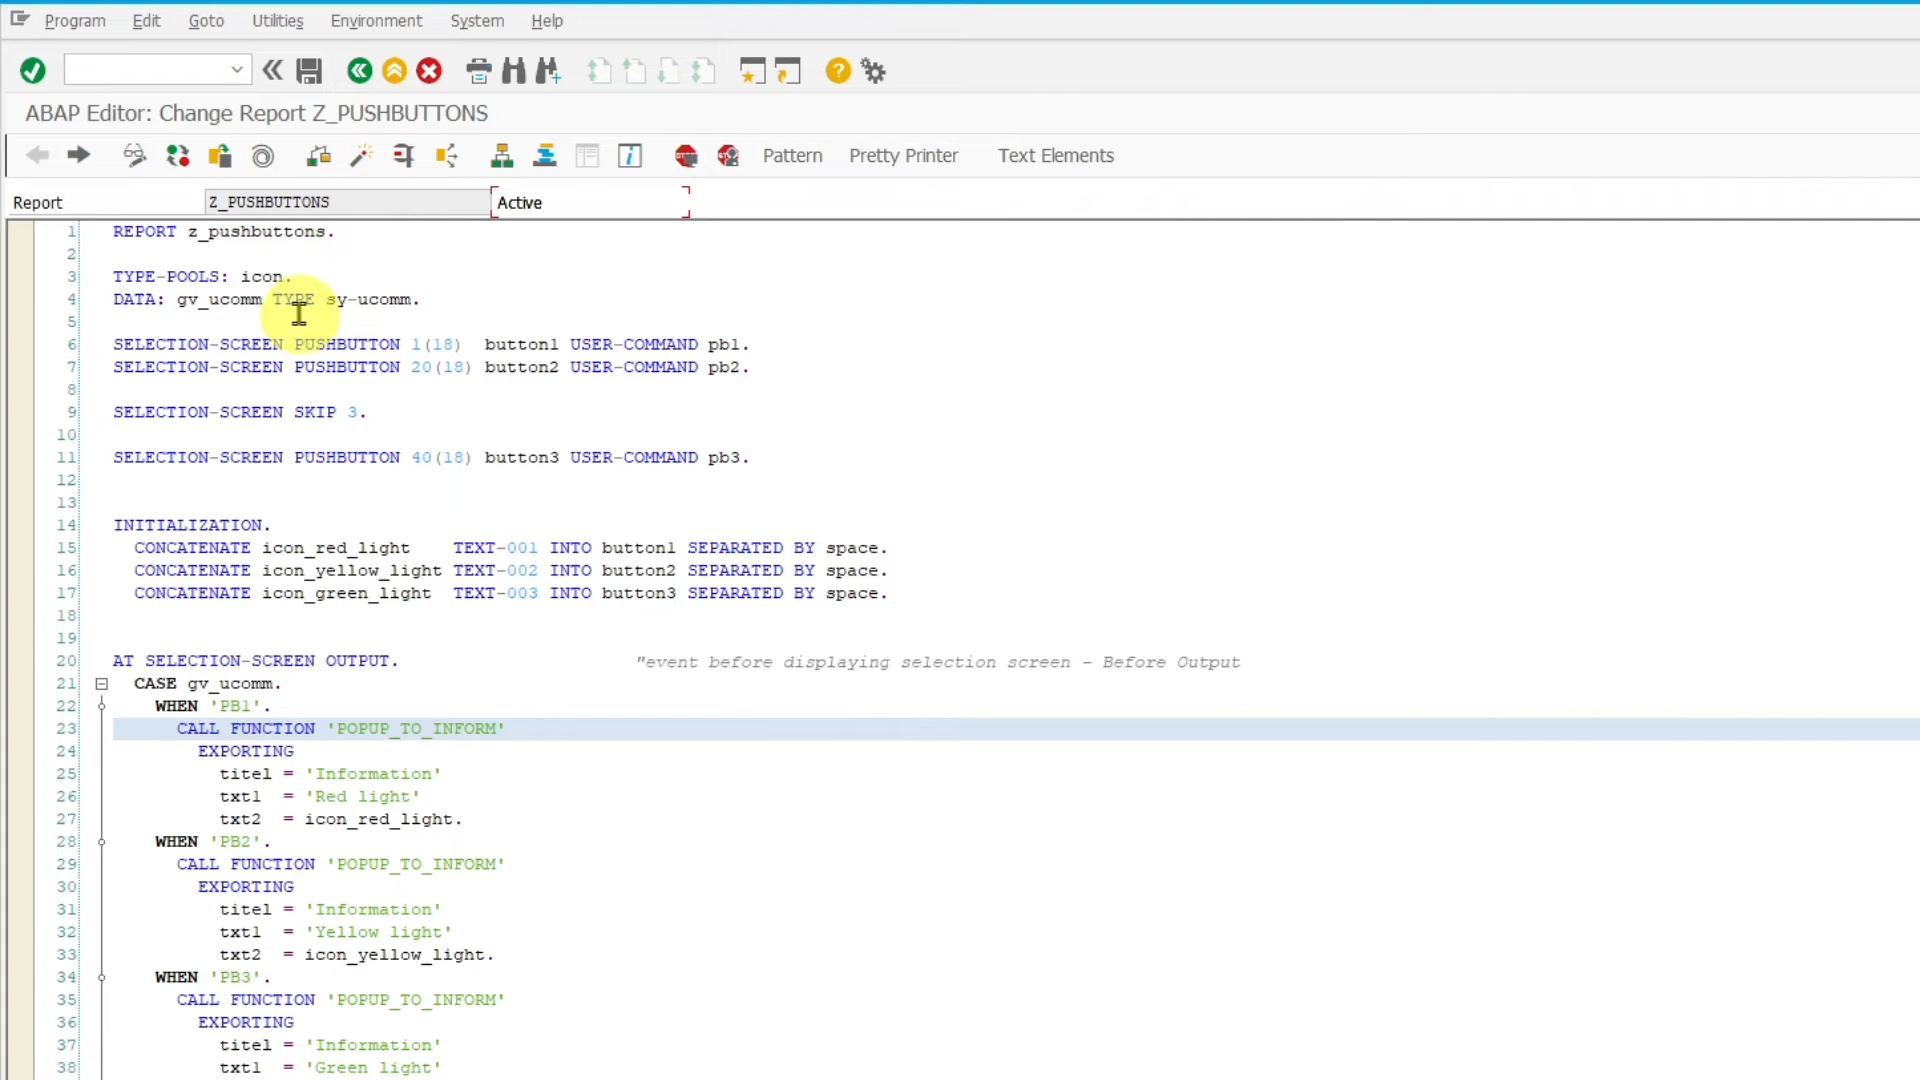 Program Edit Goto Utilities Environment System Help
ABAP Editor: Change Report Z_PUSHBUTTONS
Pattern Pretty Printer Text Elements
Report Z_PUSHBUTTONS Active
1 REPORT z_pushbuttons.
2
3 TYPE-POOLS: icon.
4 DATA: gv_ucomm TYPE sy-ucomm.
5
6 SELECTION-SCREEN PUSHBUTTON 1(18)  button1 USER-COMMAND pb1.
7 SELECTION-SCREEN PUSHBUTTON 20(18) button2 USER-COMMAND pb2.
8
9 SELECTION-SCREEN SKIP 3.
10
11 SELECTION-SCREEN PUSHBUTTON 40(18) button3 USER-COMMAND pb3.
12
13
14 INITIALIZATION.
15 CONCATENATE icon_red_light    TEXT-001 INTO button1 SEPARATED BY space.
16 CONCATENATE icon_yellow_light TEXT-002 INTO button2 SEPARATED BY space.
17 CONCATENATE icon_green_light  TEXT-003 INTO button3 SEPARATED BY space.
18
19
20 AT SELECTION-SCREEN OUTPUT. "event before displaying selection screen - Before Output
21 CASE gv_ucomm.
22 WHEN 'PB1'.
23 CALL FUNCTION 'POPUP_TO_INFORM'
24 EXPORTING
25 titel = 'Information'
26 txt1  = 'Red light'
27 txt2  = icon_red_light.
28 WHEN 'PB2'.
29 CALL FUNCTION 'POPUP_TO_INFORM'
30 EXPORTING
31 titel = 'Information'
32 txt1  = 'Yellow light'
33 txt2  = icon_yellow_light.
34 WHEN 'PB3'.
35 CALL FUNCTION 'POPUP_TO_INFORM'
36 EXPORTING
37 titel = 'Information'
38 txt1  = 'Green light'